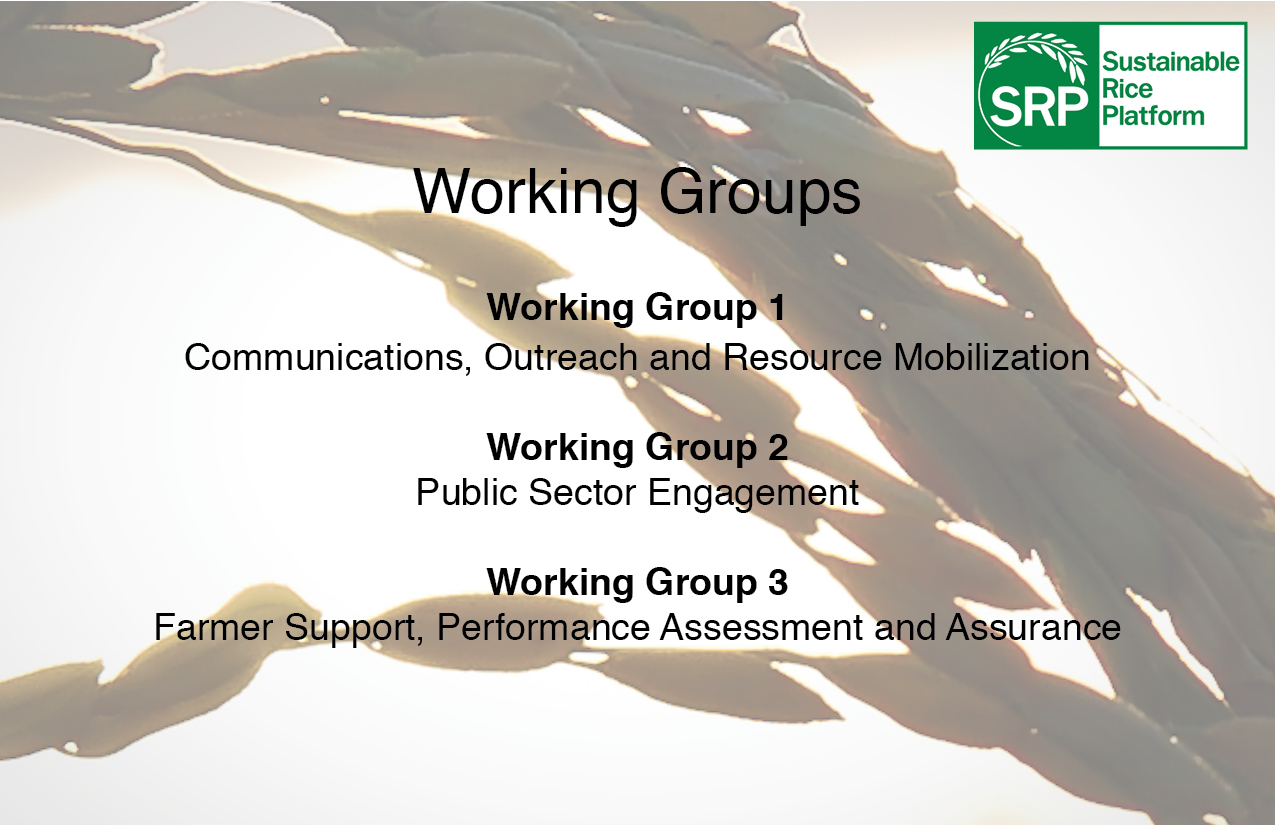 SRP
Sustainable
Rice
Platform
Working Groups
Working Group 1
Communications, Outreach and Resource Mobilization
Working Group 2
Public Sector Engagement
Working Group 3
Farmer Support, Performance Assessment and Assurance